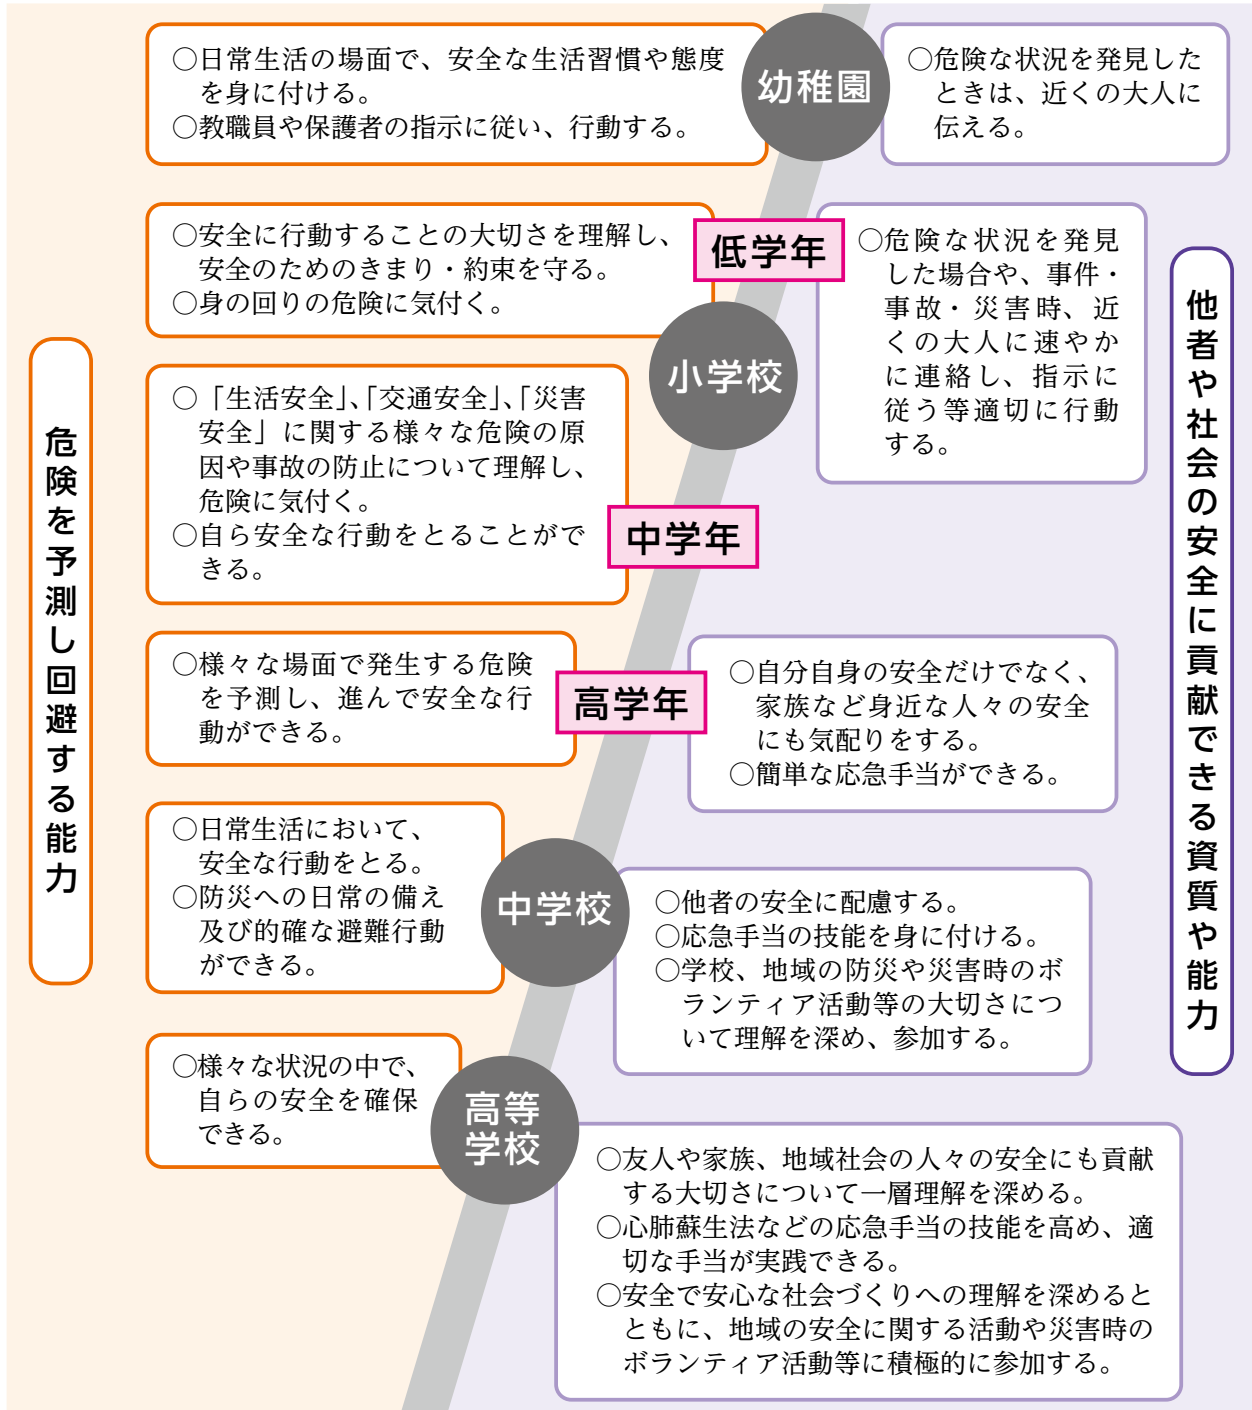 幼稚園
○日常生活の場面で、安全な生活習慣や態度
を身に付ける。
○教職員や保護者の指示に従い、行動する。
○危険な状況を発見した
ときは、近くの大人に
伝える。
低学年
○安全に行動することの大切さを理解し、
安全のためのきまり・約束を守る。
○身の回りの危険に気付く。
○危険な状況を発見
した場合や、事件・
事故・災害時、近
くの大人に速やか
に連絡し、指示に
従う等適切に行動
する。
小学校
○「生活安全」、「交通安全」、「災害
安全」に関する様々な危険の原
因や事故の防止について理解し、
危険に気付く。
○自ら安全な行動をとることがで
きる。
中学年
○様々な場面で発生する危険
を予測し、進んで安全な行
動ができる。
高学年
○自分自身の安全だけでなく、
家族など身近な人々の安全
にも気配りをする。
○簡単な応急手当ができる。
○日常生活において、
安全な行動をとる。
○防災への日常の備え
及び的確な避難行動
ができる。
中学校
○他者の安全に配慮する。
○応急手当の技能を身に付ける。
○学校、地域の防災や災害時のボ
ランティア活動等の大切さにつ
いて理解を深め、参加する。
○様々な状況の中で、
自らの安全を確保
できる。
高等
学校
○友人や家族、地域社会の人々の安全にも貢献
する大切さについて一層理解を深める。
○心肺蘇生法などの応急手当の技能を高め、適
切な手当が実践できる。
○安全で安心な社会づくりへの理解を深めると
ともに、地域の安全に関する活動や災害時の
ボランティア活動等に積極的に参加する。
危険を予測し回避する能力
他者や社会の安全に貢献できる資質や能力